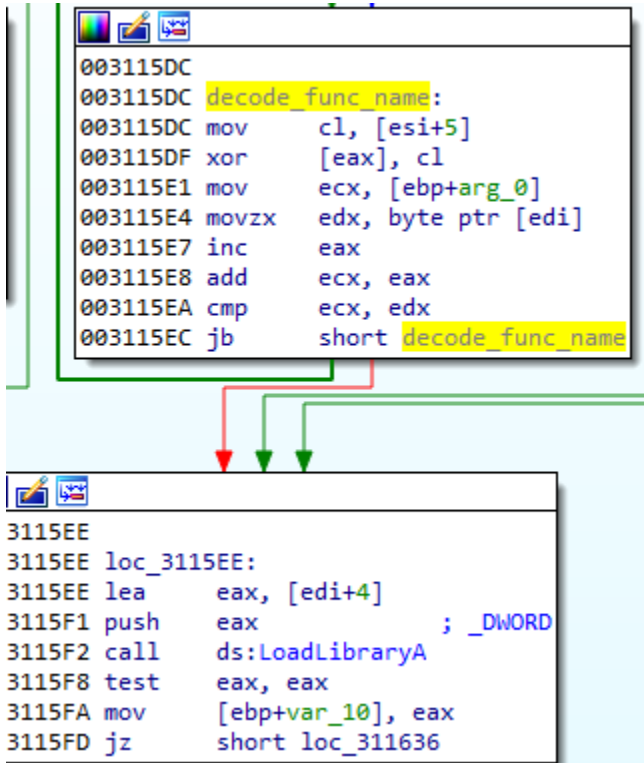 003115DC
003115DC decode_func_name:
003115DC mov     cl, [esi+5]
003115DF xor     [eax], cl
003115E1 mov     ecx, [ebp+arg_0]
003115E4 movzx   edx, byte ptr [edi]
003115E7 inc     eax
003115E8 add     ecx, eax
003115EA cmp     ecx, edx
003115EC jb      short decode_func_name
3115EE
3115EE loc_3115EE:
3115EE lea     eax, [edi+4]
3115F1 push    eax             ; _DWORD
3115F2 call    ds:LoadLibraryA
3115F8 test    eax, eax
3115FA mov     [ebp+var_10], eax
3115FD jz      short loc_311636